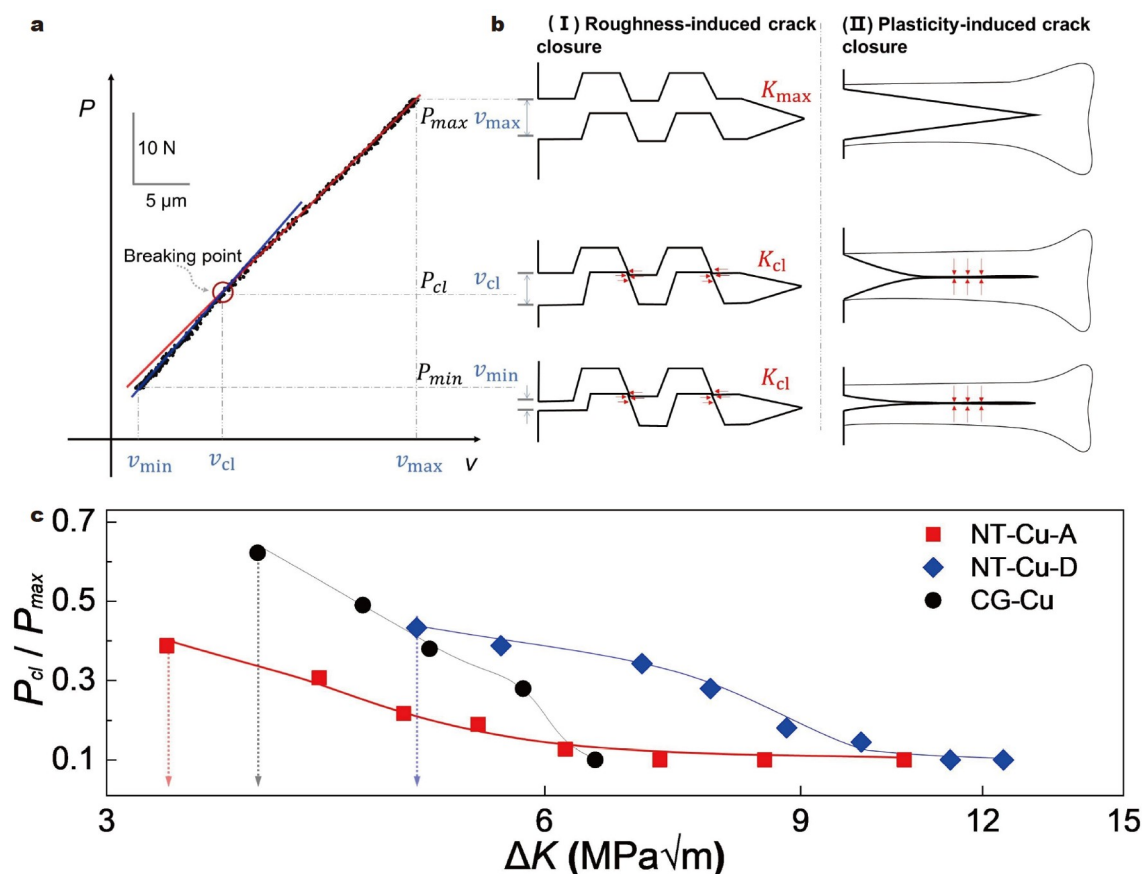 a
P
10 N
5 μm
Breaking point
P_max v_max
P_cl v_cl
P_min v_min
v_min v_cl v_max v
b
(I) Roughness-induced crack
closure
K_max
K_cl
K_cl
(II) Plasticity-induced crack
closure
c
P_cl / P_max
0.7
0.5
0.3
0.1
NT-Cu-A
NT-Cu-D
CG-Cu
3 6 9 12 15
ΔK (MPa√m)